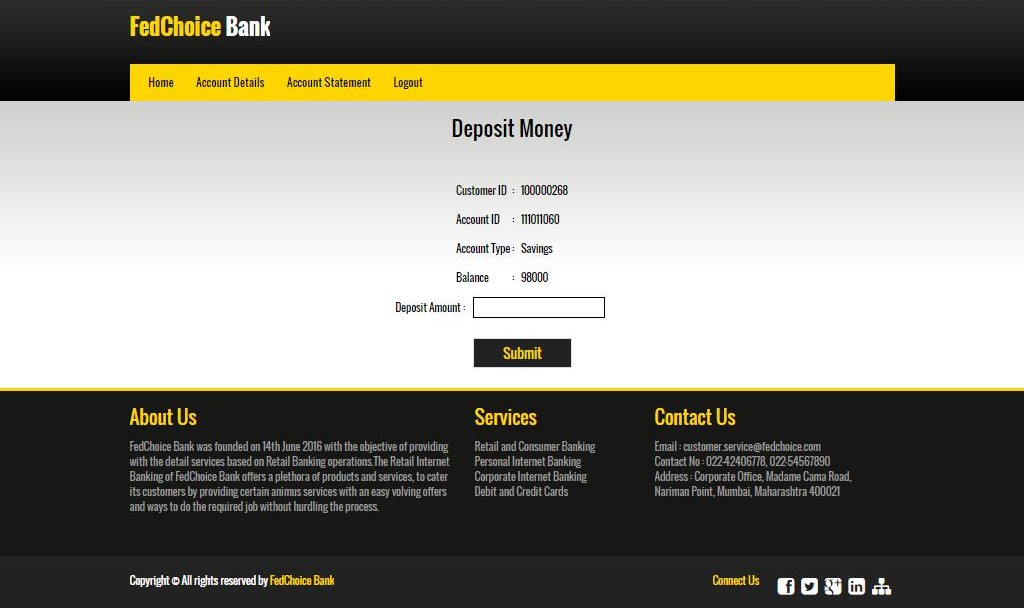 FedChoice Bank
Home Account Details Account Statement Logout
Deposit Money
Customer ID : 100000268
Account ID : 111011060
Account Type : Savings
Balance : 98000
Deposit Amount :
Submit
About Us
FedChoice Bank was founded on 14th June 2016 with the objective of providing
with the detail services based on Retail Banking operations.The Retail Internet
Banking of FedChoice Bank offers a plethora of products and services, to cater
its customers by providing certain animus services with an easy volving offers
and ways to do the required job without hurdling the process.
Services
Retail and Consumer Banking
Personal Internet Banking
Corporate Internet Banking
Debit and Credit Cards
Contact Us
Email : customer.service@fedchoice.com
Contact No : 022-42406778, 022-54567890
Address : Corporate Office, Madame Cama Road,
Nariman Point, Mumbai, Maharashtra 400021
Copyright © All rights reserved by FedChoice Bank
Connect Us